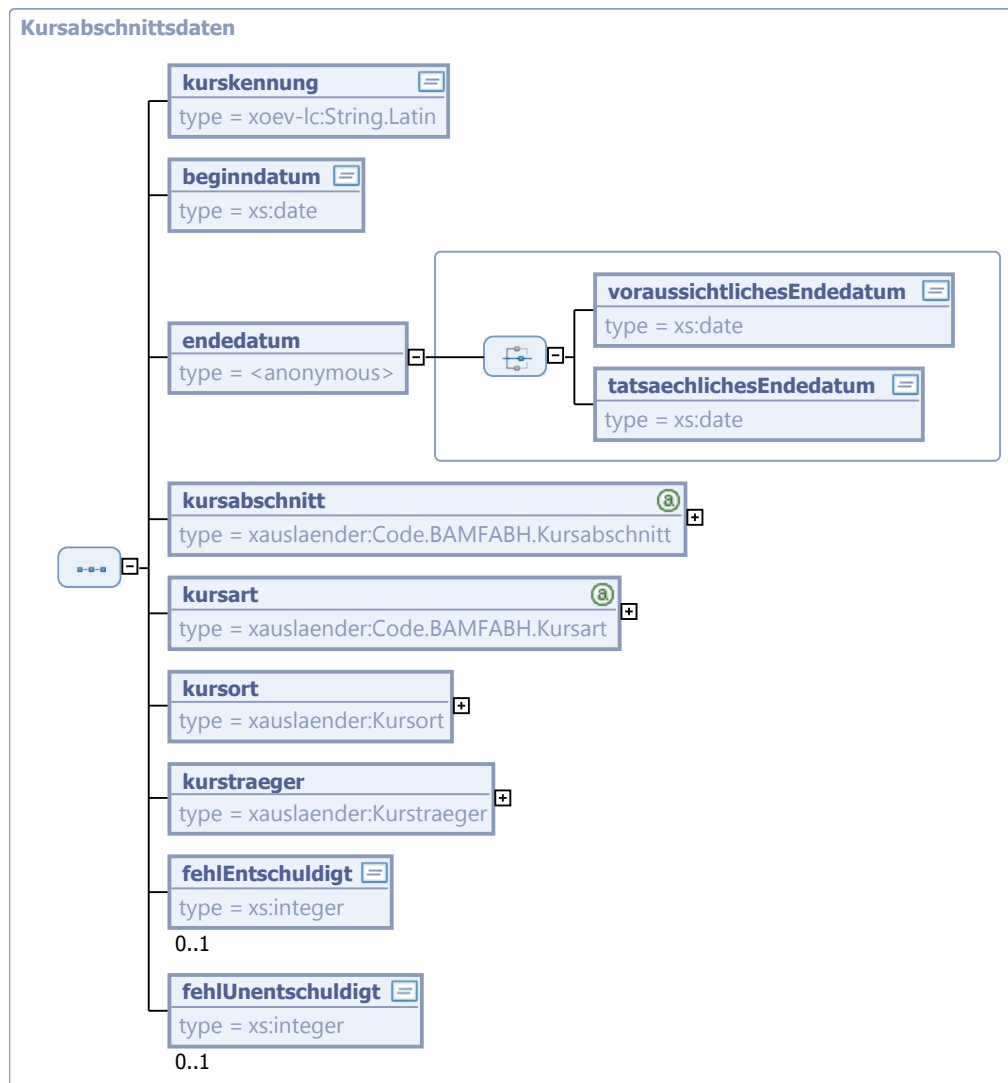 Kursabschnittsdaten
kurskennung
type = xoev-lc:String.Latin
beginndatum
type = xs:date
endedatum
type = <anonymous>
voraussichtlichesEndedatum
type = xs:date
tatsaechlichesEndedatum
type = xs:date
kursabschnitt
type = xauslaender:Code.BAMFABH.Kursabschnitt
kursart
type = xauslaender:Code.BAMFABH.Kursart
kursort
type = xauslaender:Kursort
kurstraeger
type = xauslaender:Kurstraeger
fehlEntschuldigt
type = xs:integer
0..1
fehlUnentschuldigt
type = xs:integer
0..1